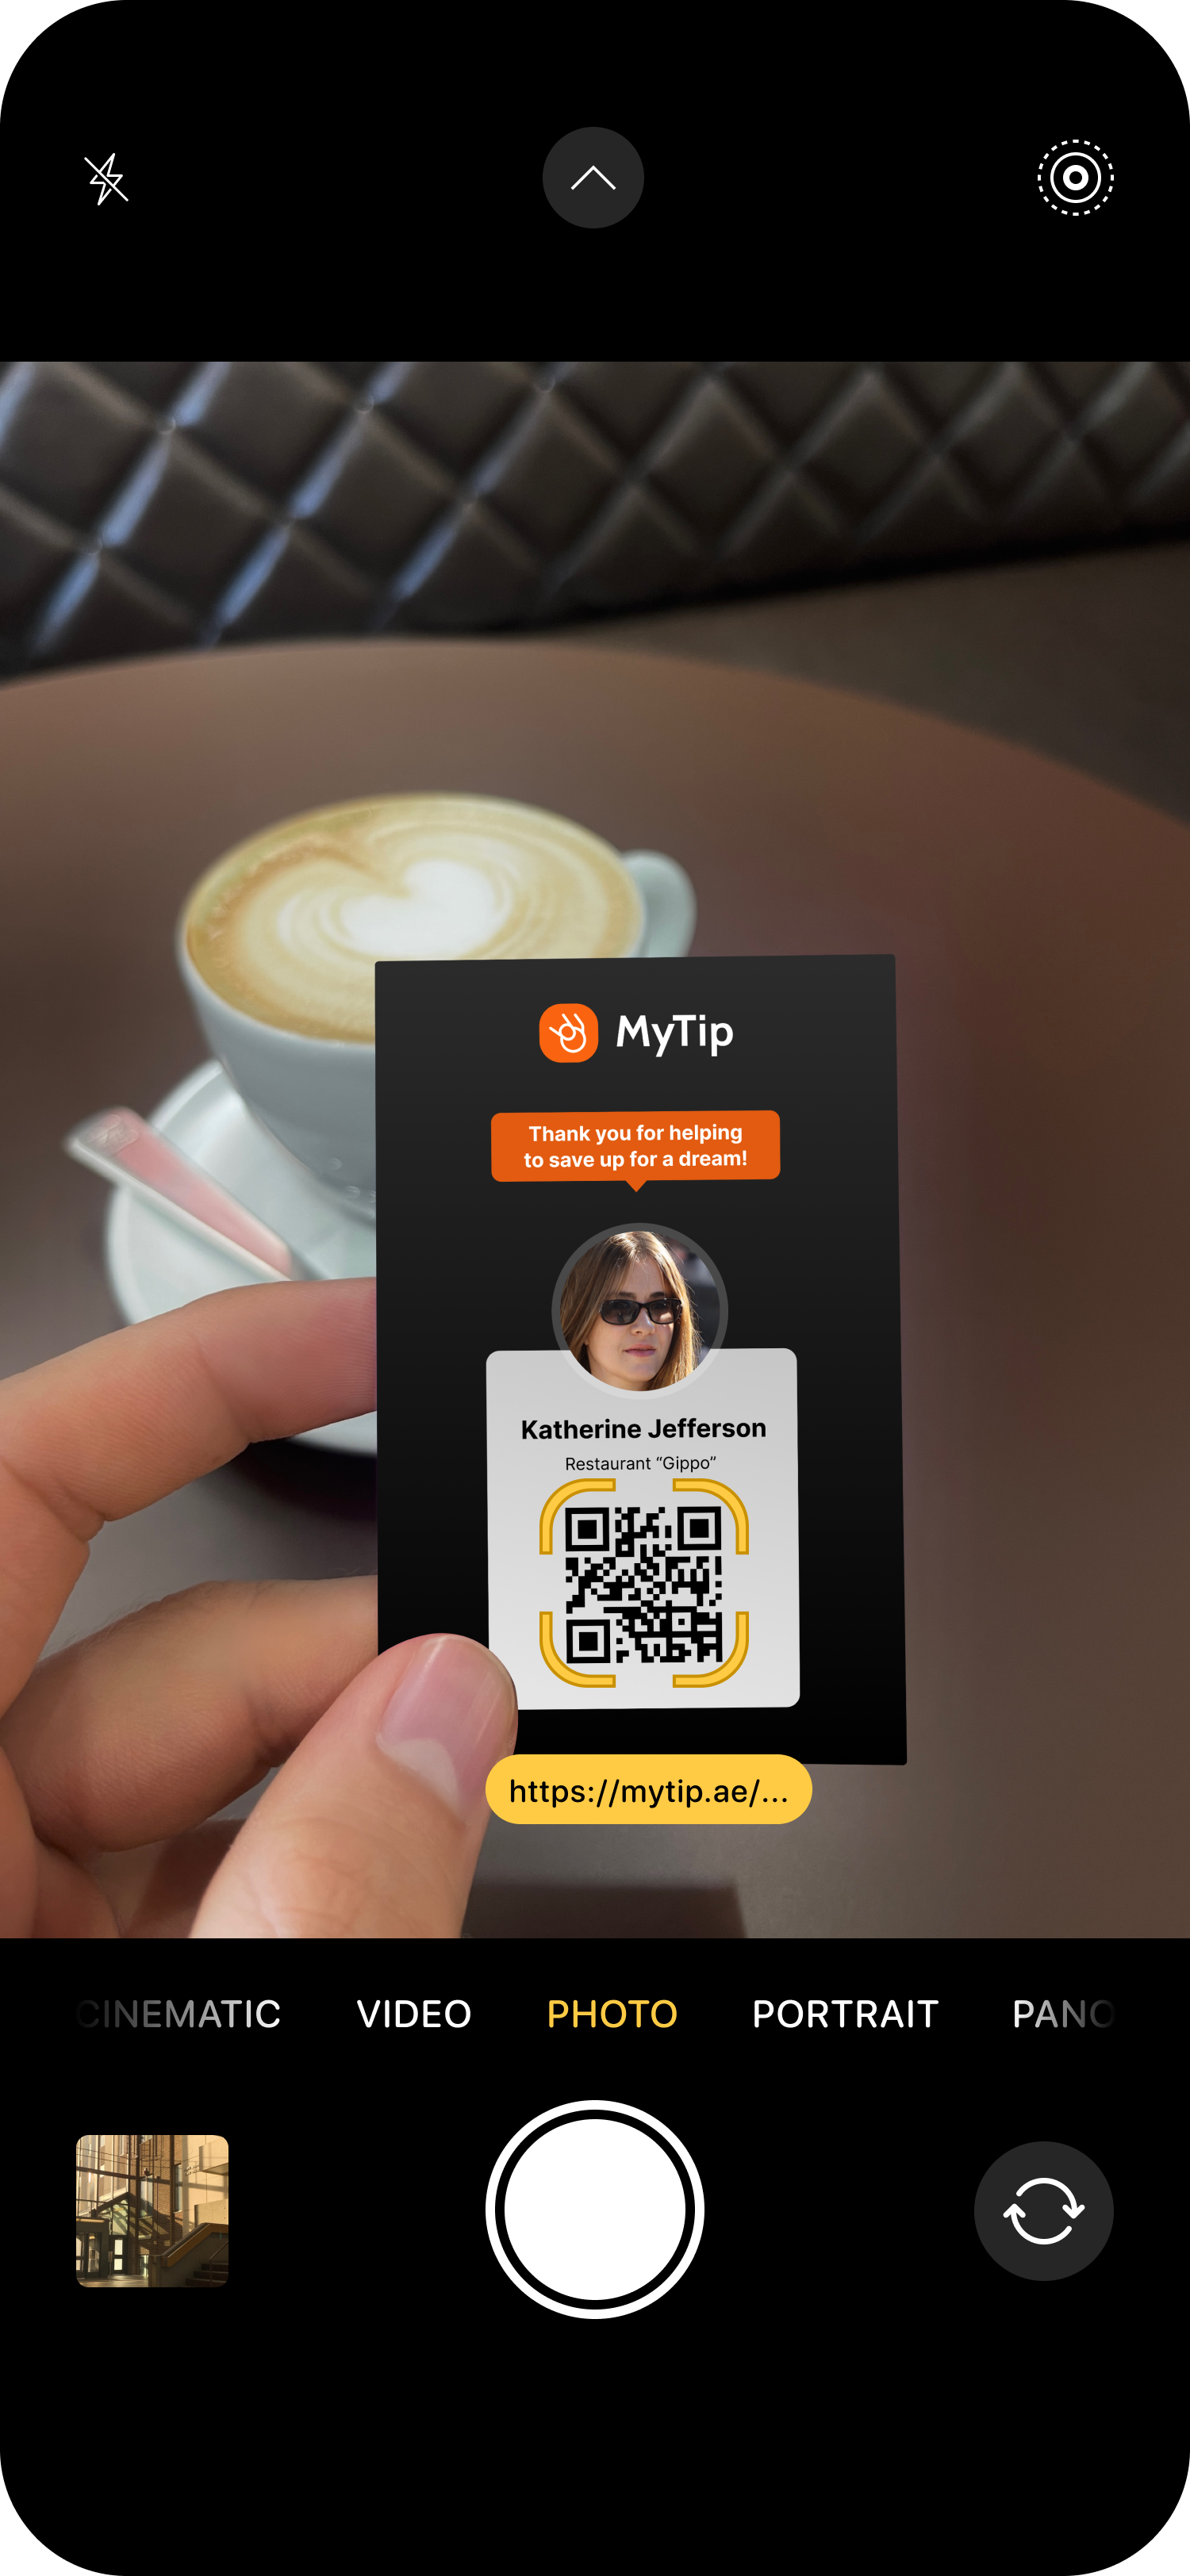 MyTip
Thank you for helping
to save up for a dream!
Katherine Jefferson
Restaurant “Gippo”
https://mytip.ae/...
CINEMATIC VIDEO PHOTO PORTRAIT PANO